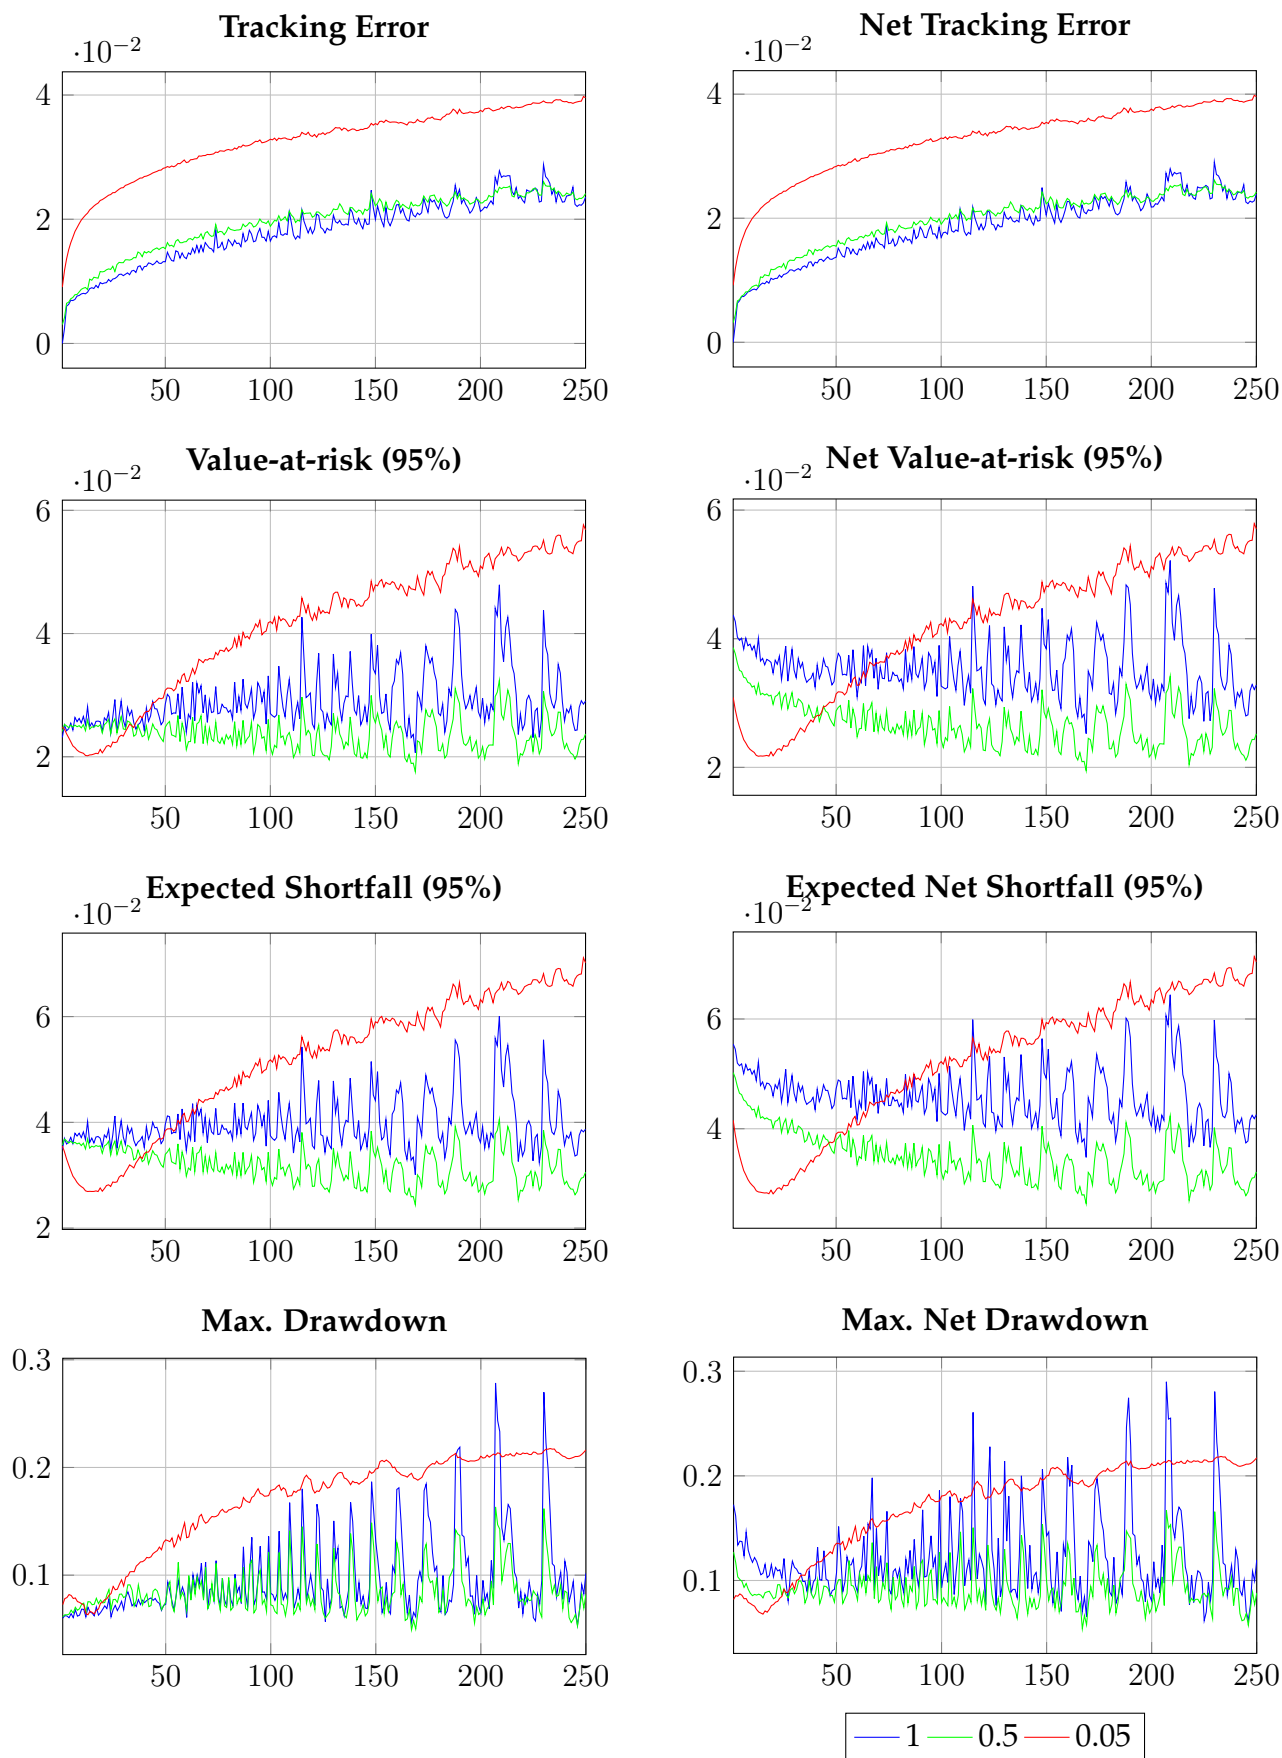 Tracking Error
·10−2
4
2
0
50 100 150 200 250
Net Tracking Error
·10−2
4
2
0
50 100 150 200 250
Value-at-risk (95%)
·10−2
6
4
2
50 100 150 200 250
Net Value-at-risk (95%)
·10−2
6
4
2
50 100 150 200 250
Expected Shortfall (95%)
·10−2
6
4
2
50 100 150 200 250
Expected Net Shortfall (95%)
·10−2
6
4
50 100 150 200 250
Max. Drawdown
0.3
0.2
0.1
50 100 150 200 250
Max. Net Drawdown
0.3
0.2
0.1
50 100 150 200 250
1 0.5 0.05